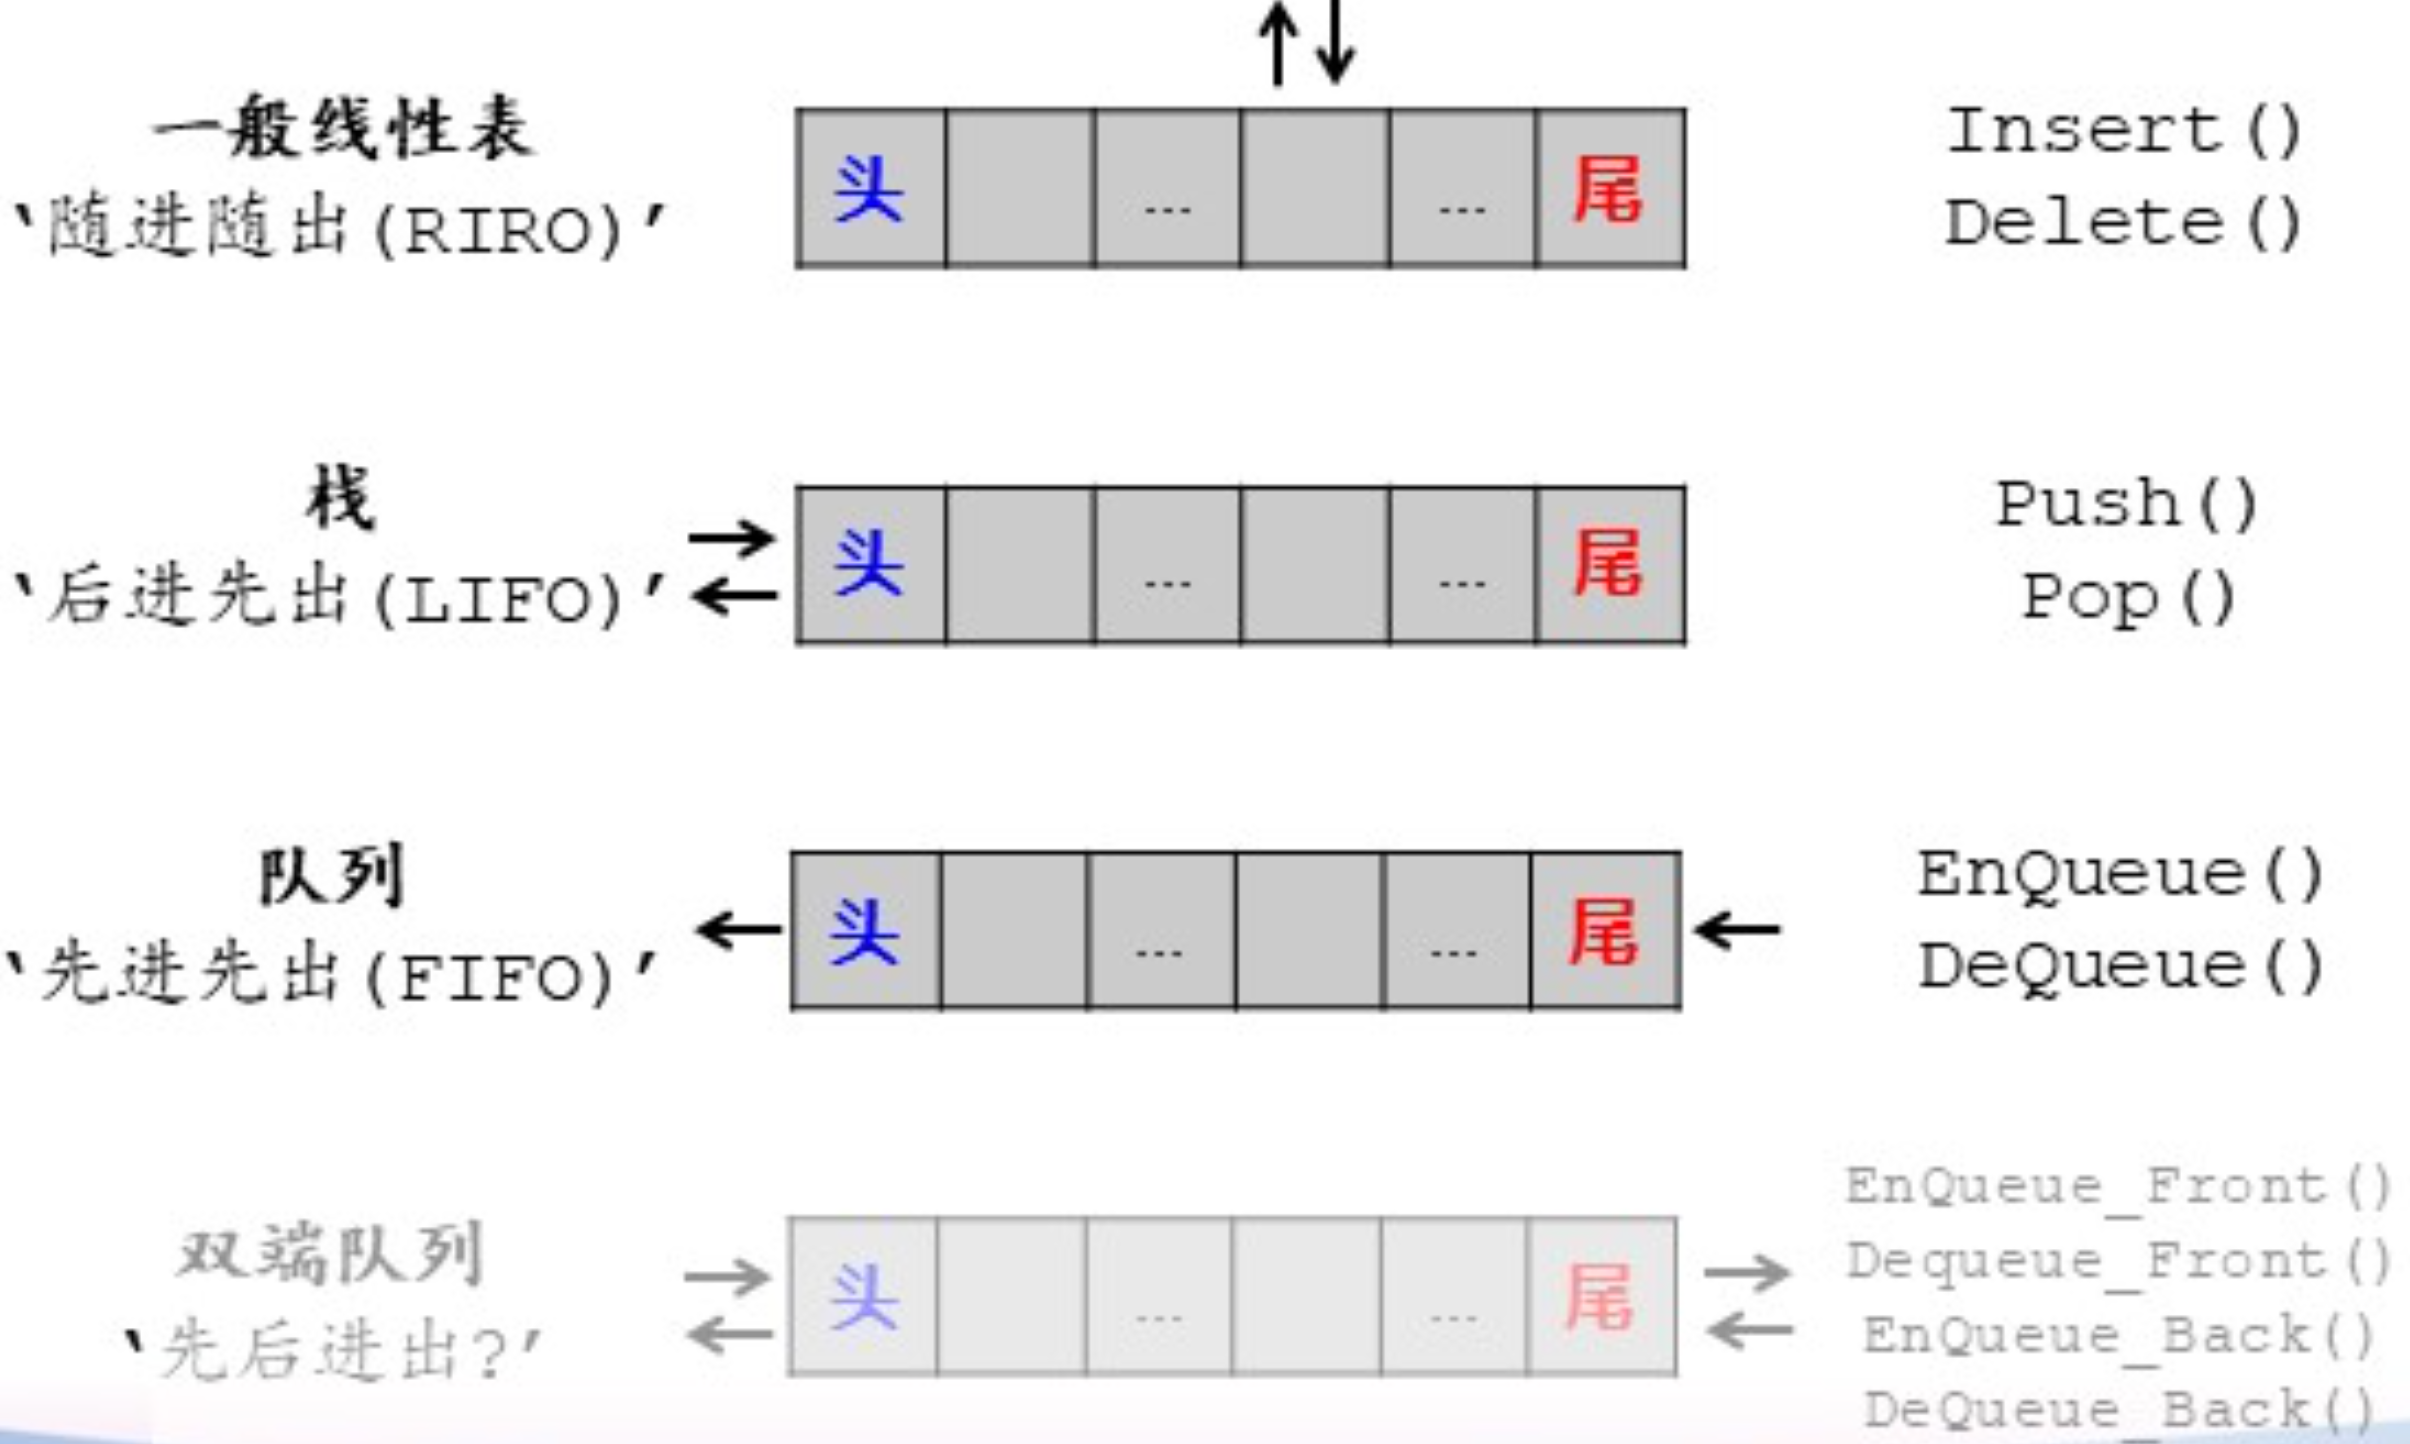 一般线性表
‘随进随出(RIRO)’
头 … … 尾
Insert()
Delete()
栈
‘后进先出(LIFO)’
头 … … 尾
Push()
Pop()
队列
‘先进先出(FIFO)’
头 … … 尾
EnQueue()
DeQueue()
双端队列
‘先后进出?’
头 … … 尾
EnQueue_Front()
Dequeue_Front()
EnQueue_Back()
DeQueue_Back()